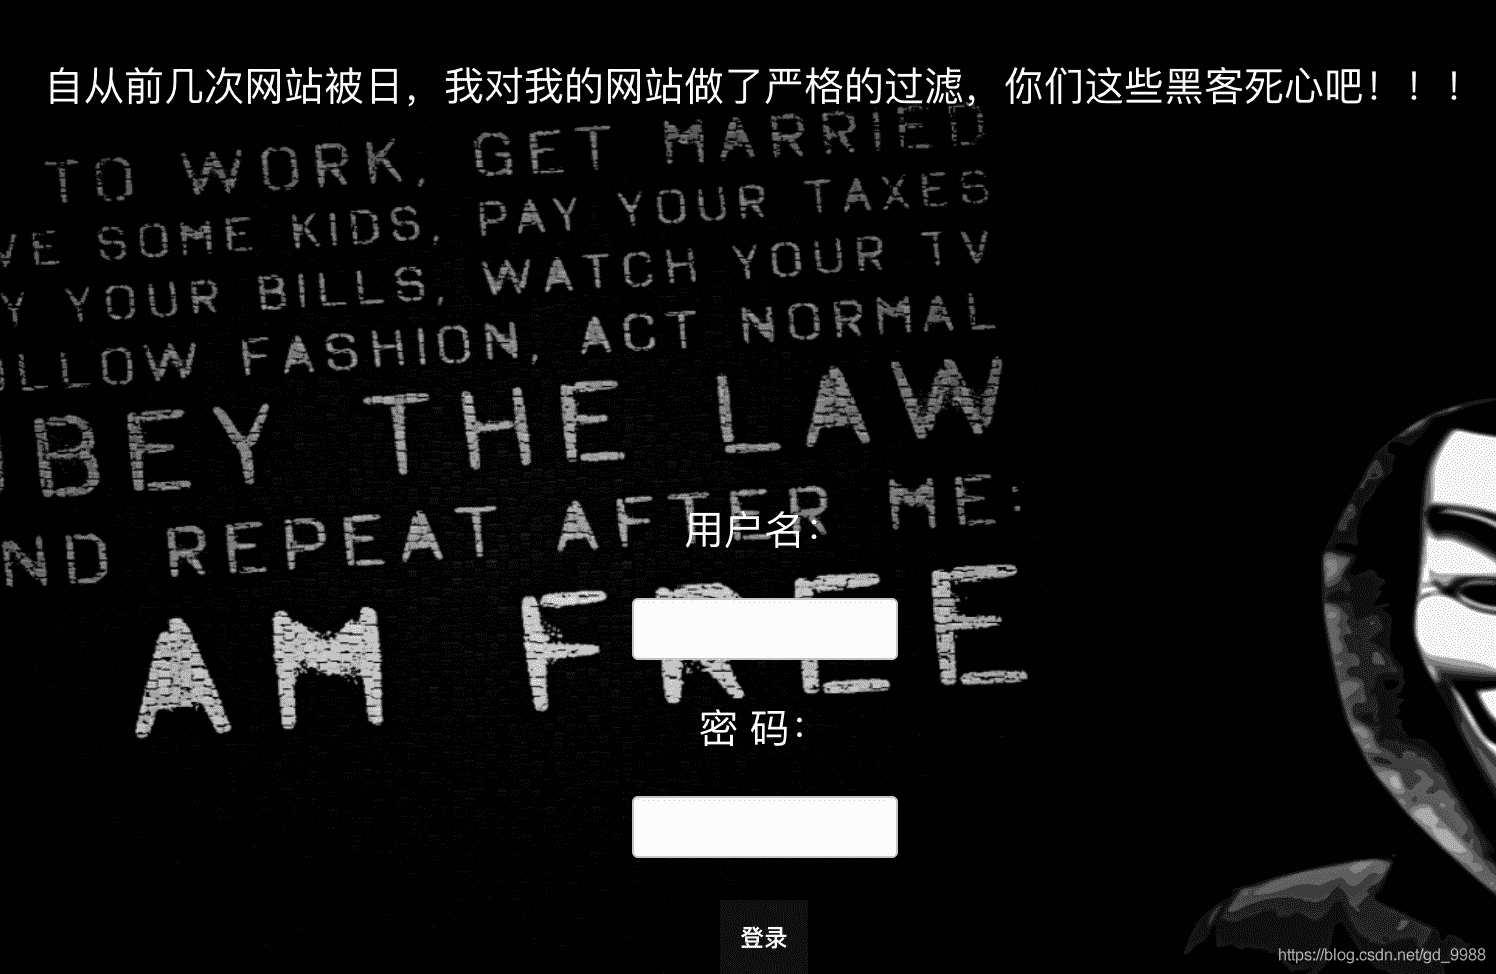 自从前几次网站被日，我对我的网站做了严格的过滤，你们这些黑客死心吧！！！
TO WORK, GET MARRIED
VE SOME KIDS, PAY YOUR TAXES
Y YOUR BILLS, WATCH YOUR TV
OLLOW FASHION, ACT NORMAL
OBEY THE LAW
ND REPEAT AFTER ME:
用户名：
AM FREE
密 码：
登录
https://blog.csdn.net/gd_9988